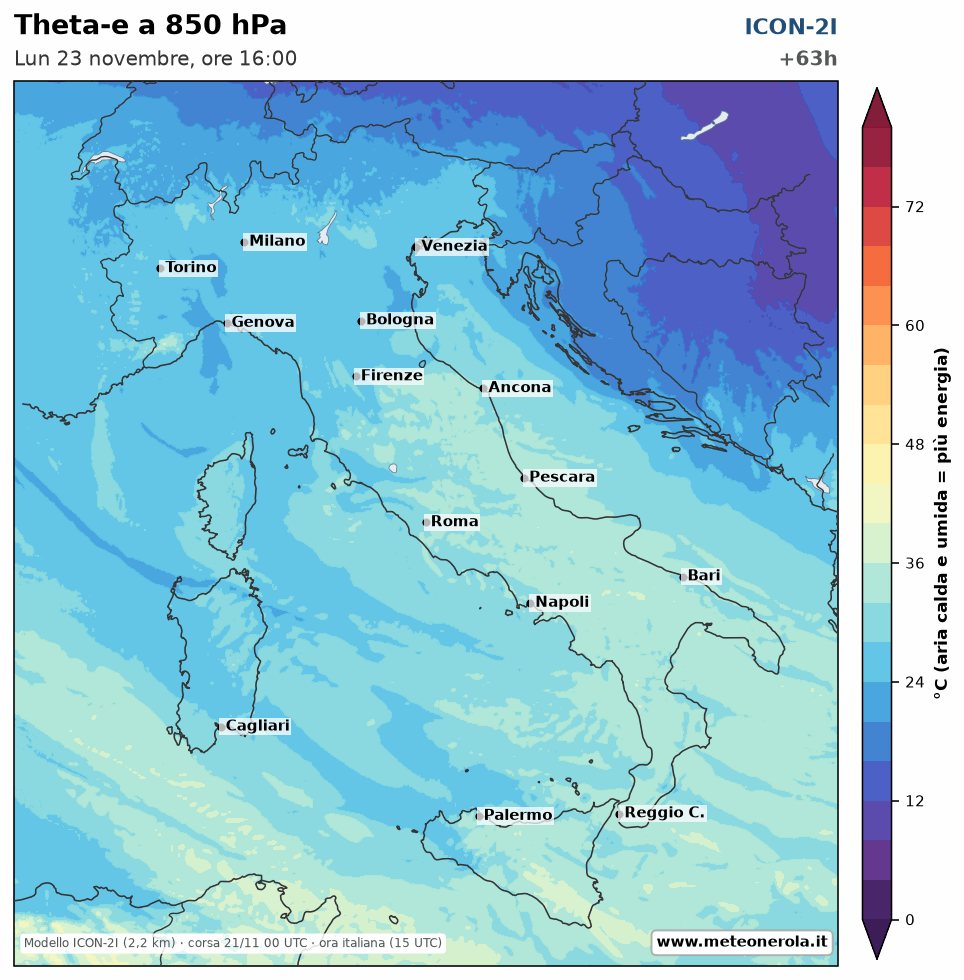 Theta-e a 850 hPa
ICON-2I
Lun 23 novembre, ore 16:00
+63h
Milano
Venezia
Torino
Genova
Bologna
Firenze
Ancona
Pescara
Roma
Bari
Napoli
Cagliari
Palermo
Reggio C.
72
60
48
36
24
12
0
°C (aria calda e umida = più energia)
Modello ICON-2I (2,2 km) · corsa 21/11 00 UTC · ora italiana (15 UTC)
www.meteonerola.it